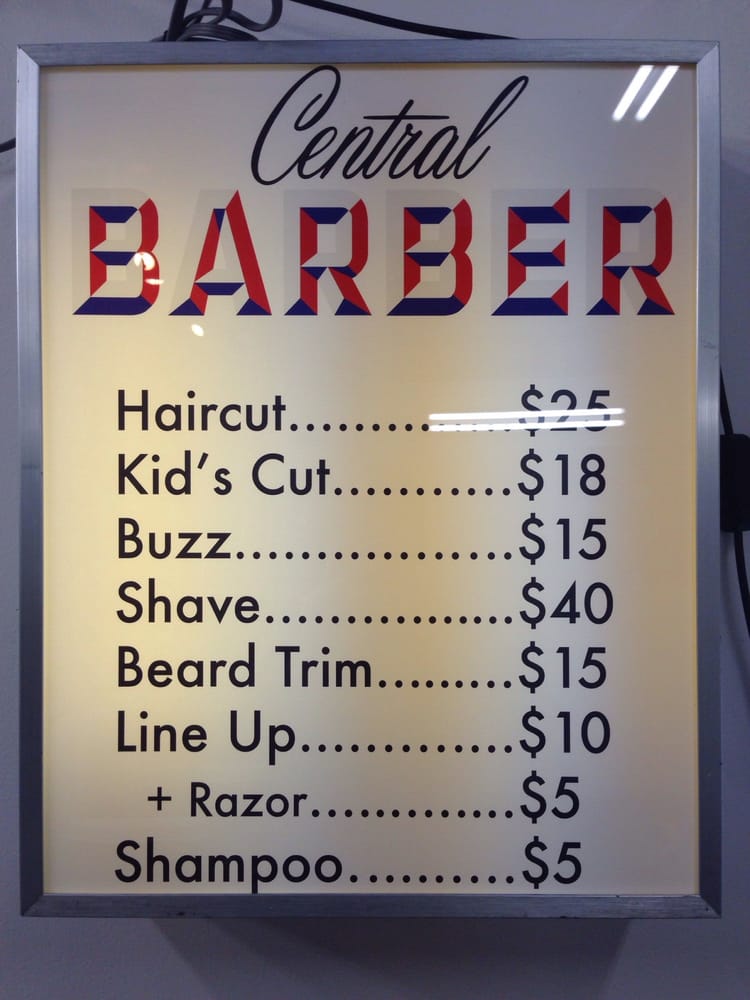 Central
BARBER
Haircut..............$25
Kid's Cut...........$18
Buzz.................$15
Shave................$40
Beard Trim.........$15
Line Up.............$10
+ Razor.............$5
Shampoo..........$5